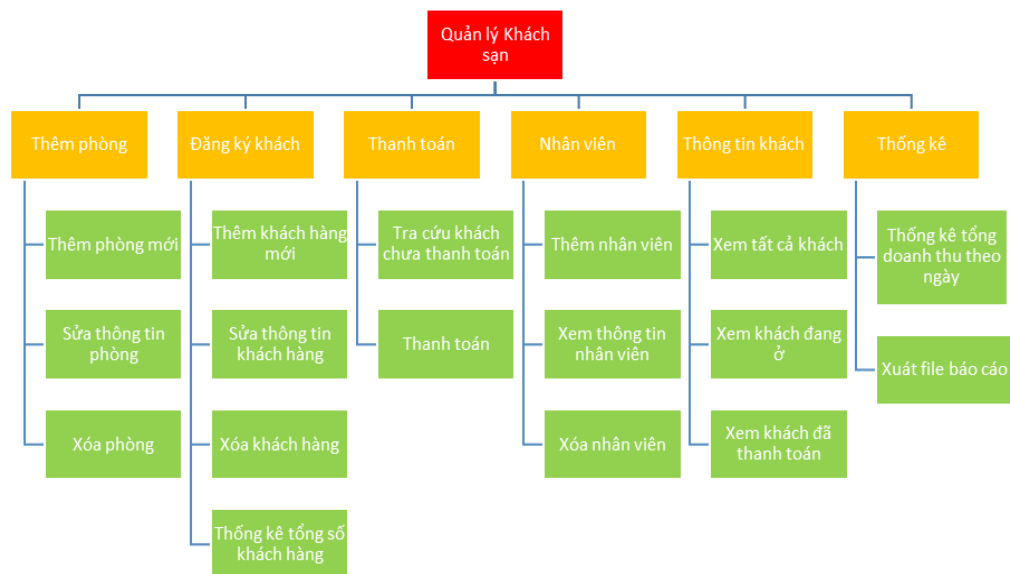 Quản lý Khách
sạn
Thêm phòng
Đăng ký khách
Thanh toán
Nhân viên
Thông tin khách
Thống kê
Thêm phòng mới
Sửa thông tin
phòng
Xóa phòng
Thêm khách hàng
mới
Sửa thông tin
khách hàng
Xóa khách hàng
Thống kê tổng số
khách hàng
Tra cứu khách
chưa thanh toán
Thanh toán
Thêm nhân viên
Xem thông tin
nhân viên
Xóa nhân viên
Xem tất cả khách
Xem khách đang
ở
Xem khách đã
thanh toán
Thống kê tổng
doanh thu theo
ngày
Xuát file báo cáo